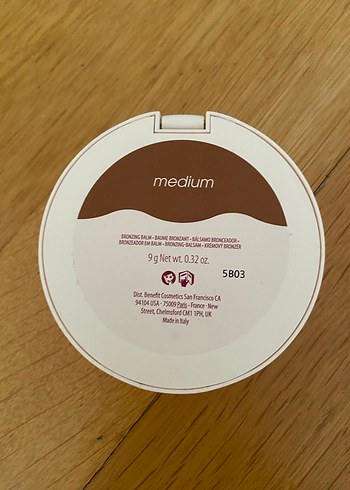 medium
BRONZING BALM • BAUME BRONZANT • BÁLSAMO BRONCEADOR •
BRONZEADOR EM BALM • BRONZING-BALSAM • KRÉMOVÝ BRONZER
9 g Net wt. 0.32 oz.
5B03
Dist. Benefit Cosmetics San Francisco CA
94104 USA · 75009 Paris · France · New
Street, Chelmsford CM1 1PH, UK
Made in Italy